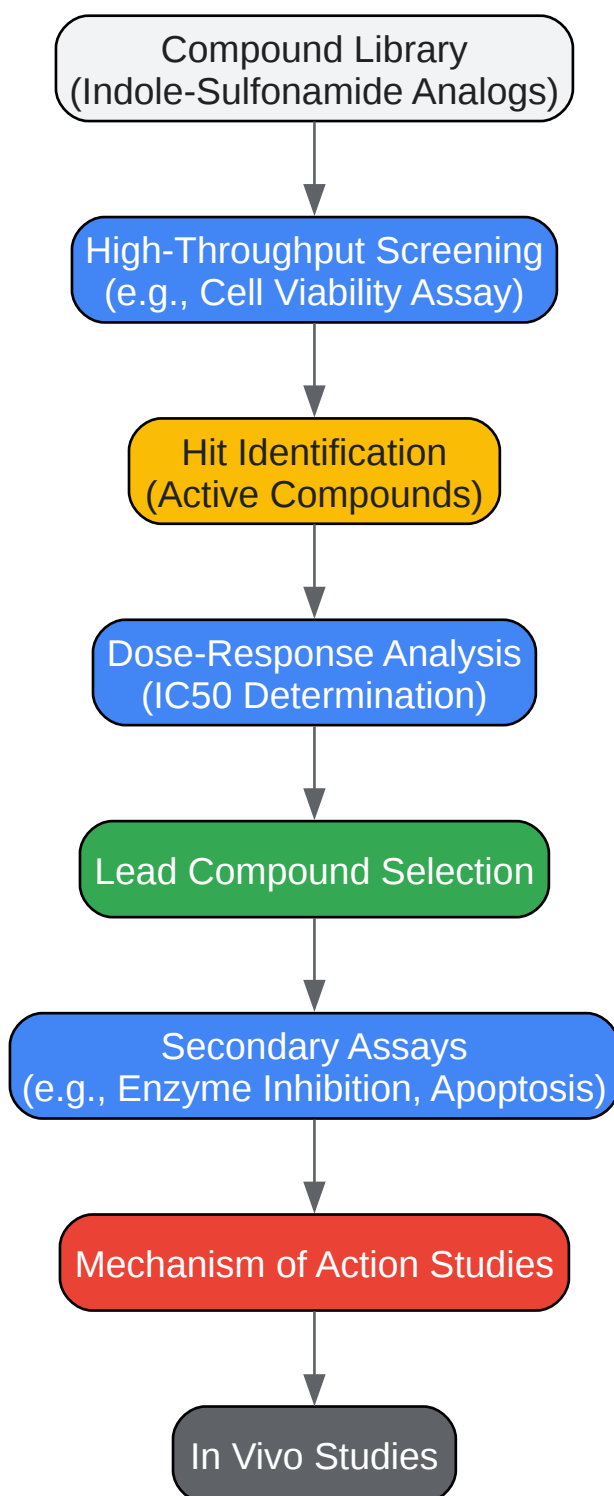 Compound Library
(Indole-Sulfonamide Analogs)
High-Throughput Screening
(e.g., Cell Viability Assay)
Hit Identification
(Active Compounds)
Dose-Response Analysis
(IC50 Determination)
Lead Compound Selection
Secondary Assays
(e.g., Enzyme Inhibition, Apoptosis)
Mechanism of Action Studies
In Vivo Studies